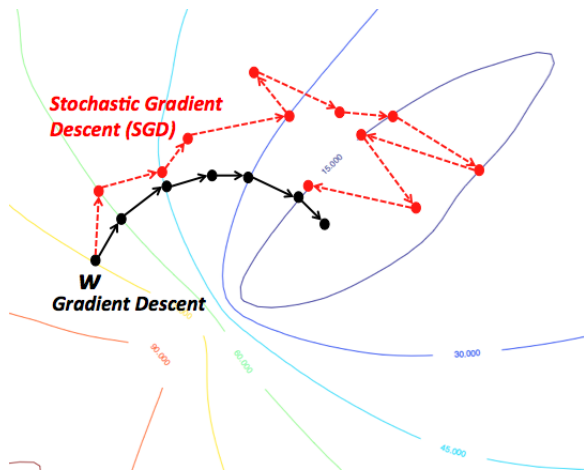 Stochastic Gradient
Descent (SGD)
15.000
W
Gradient Descent
90.000
60.000
30.000
45.000